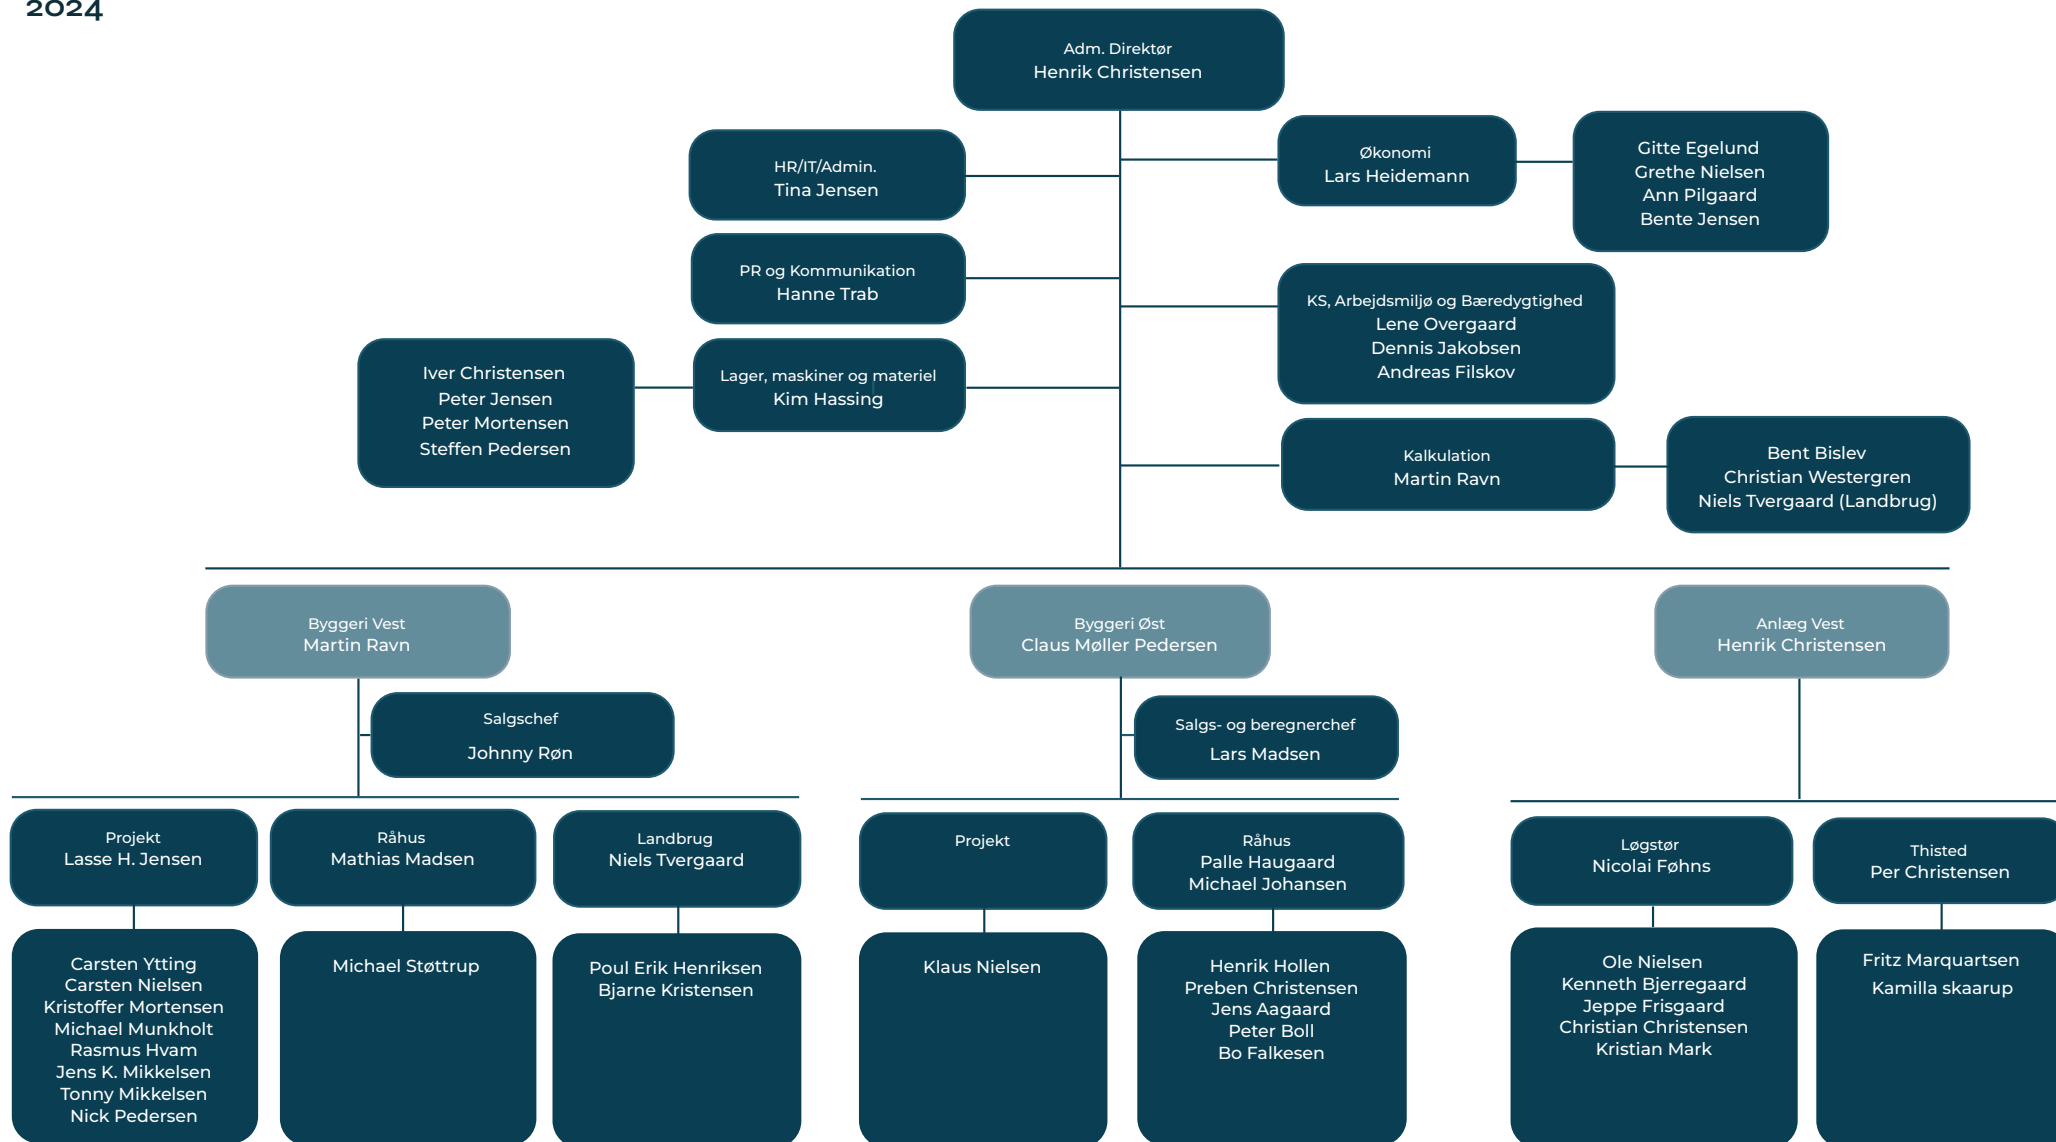 2024
Adm. Direktør
Henrik Christensen
HR/IT/Admin.
Tina Jensen
Økonomi
Lars Heidemann
Gitte Egelund
Grethe Nielsen
Ann Pilgaard
Bente Jensen
PR og Kommunikation
Hanne Trab
KS, Arbejdsmiljø og Bæredygtighed
Lene Overgaard
Dennis Jakobsen
Andreas Filskov
Iver Christensen
Peter Jensen
Peter Mortensen
Steffen Pedersen
Lager, maskiner og materiel
Kim Hassing
Kalkulation
Martin Ravn
Bent Bislev
Christian Westergren
Niels Tvergaard (Landbrug)
Byggeri Vest
Martin Ravn
Byggeri Øst
Claus Møller Pedersen
Anlæg Vest
Henrik Christensen
Salgschef
Johnny Røn
Salgs- og beregnerchef
Lars Madsen
Projekt
Lasse H. Jensen
Råhus
Mathias Madsen
Landbrug
Niels Tvergaard
Projekt
Råhus
Palle Haugaard
Michael Johansen
Løgstør
Nicolai Føhns
Thisted
Per Christensen
Carsten Ytting
Carsten Nielsen
Kristoffer Mortensen
Michael Munkholt
Rasmus Hvam
Jens K. Mikkelsen
Tonny Mikkelsen
Nick Pedersen
Michael Støttrup
Poul Erik Henriksen
Bjarne Kristensen
Klaus Nielsen
Henrik Hollen
Preben Christensen
Jens Aagaard
Peter Boll
Bo Falkesen
Ole Nielsen
Kenneth Bjerregaard
Jeppe Frisgaard
Christian Christensen
Kristian Mark
Fritz Marquartsen
Kamilla skaarup